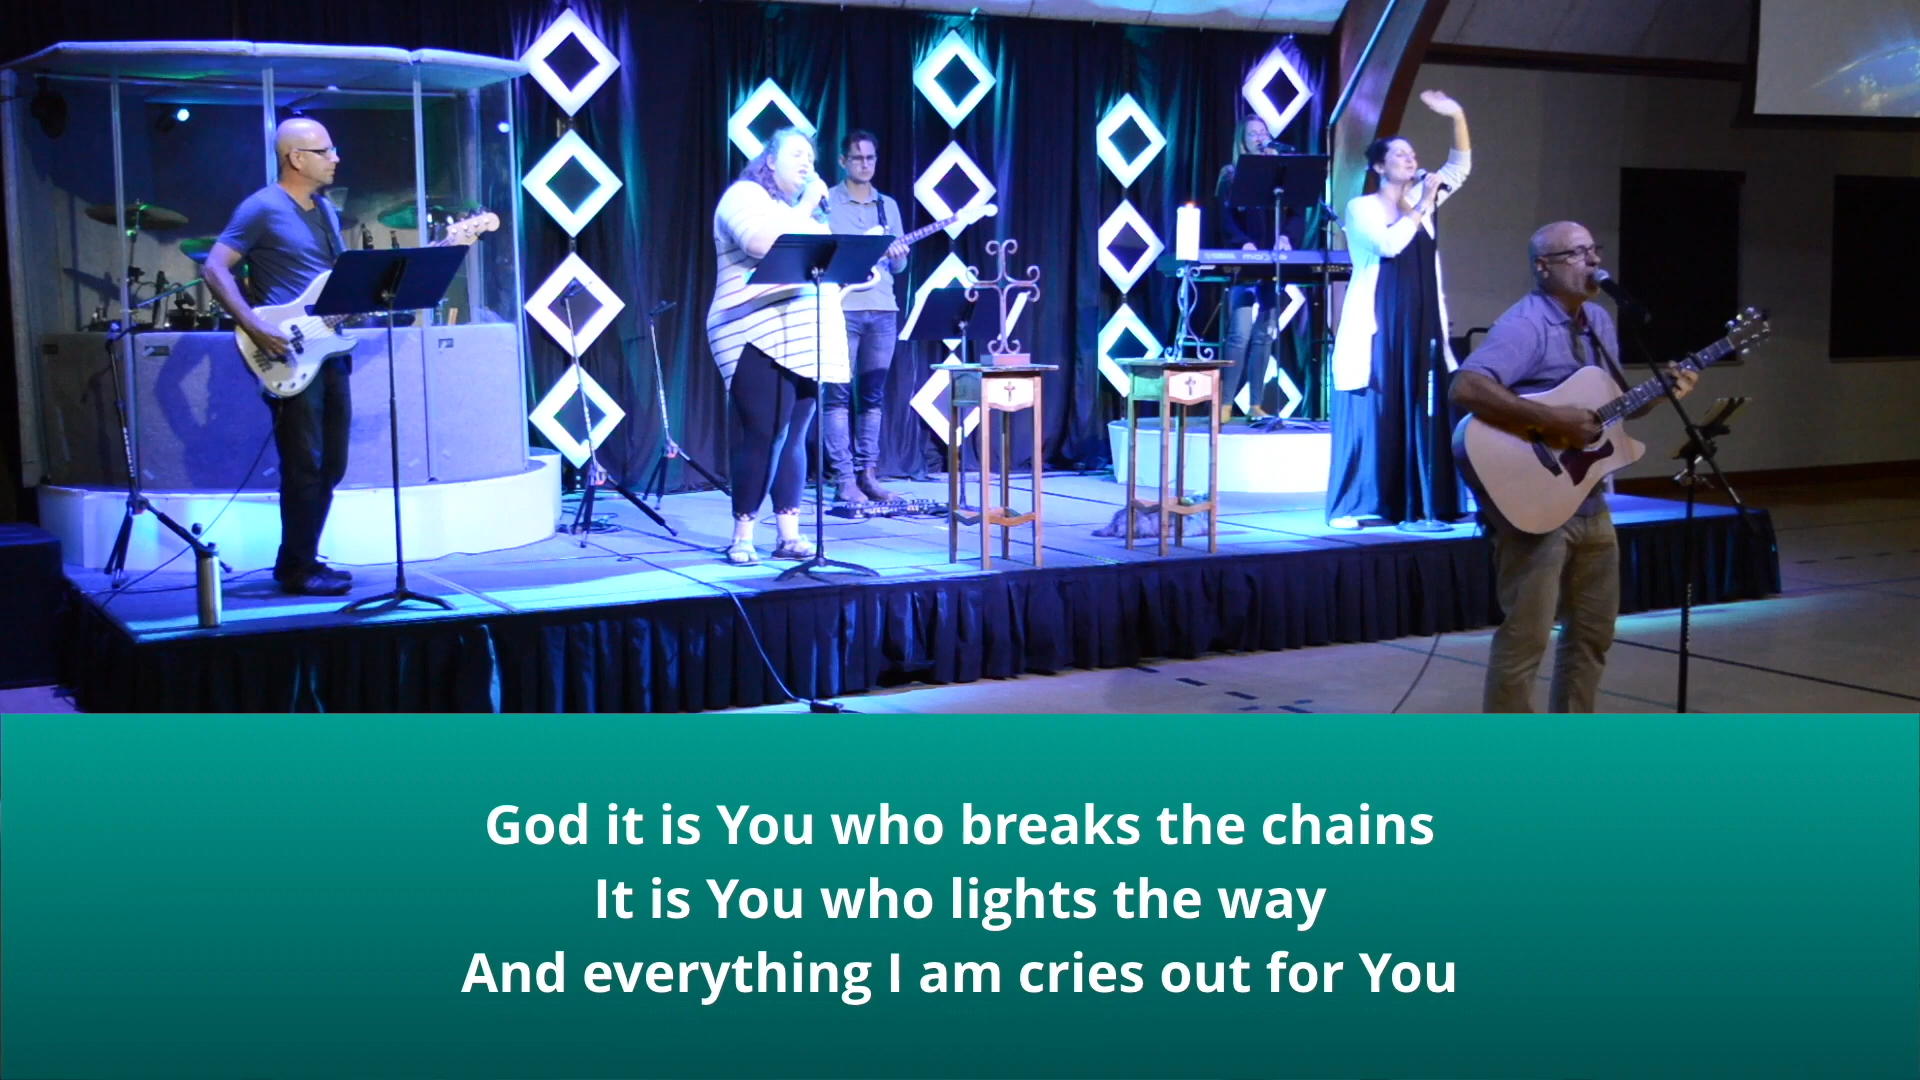 God it is You who breaks the chains
It is You who lights the way
And everything I am cries out for You